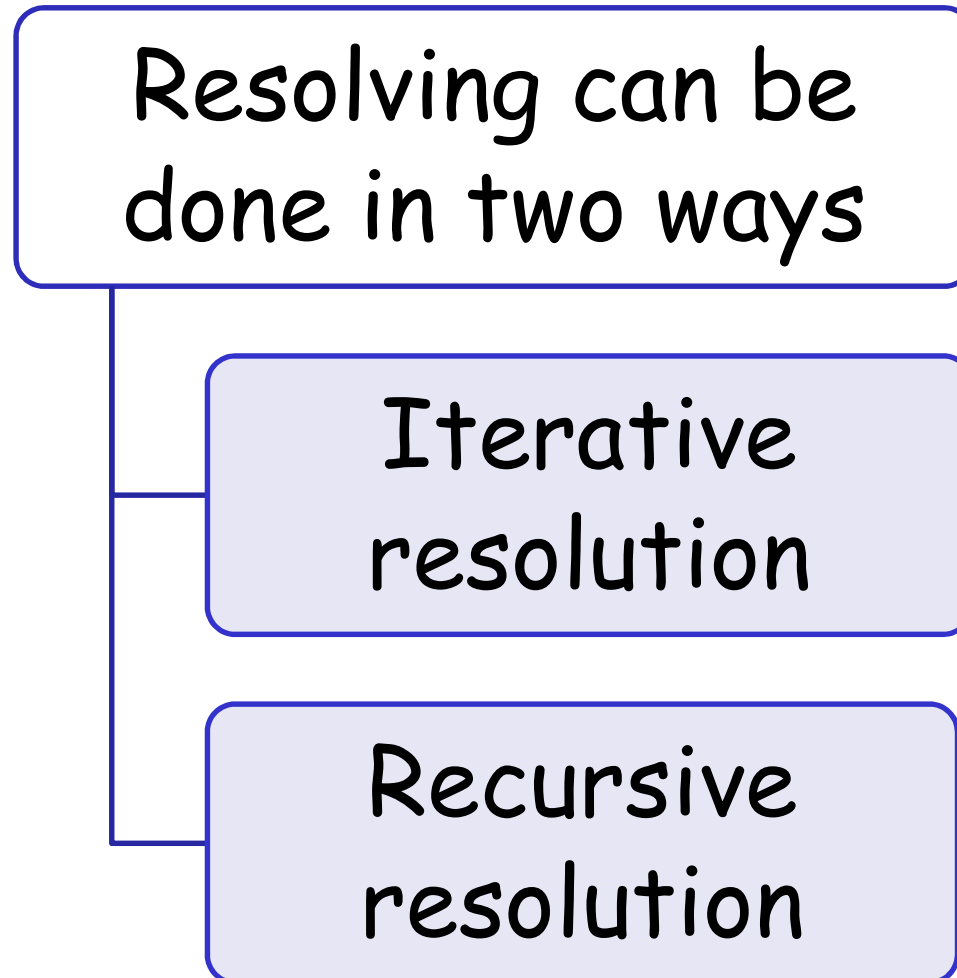 Resolving can be
done in two ways
Iterative
resolution
Recursive
resolution